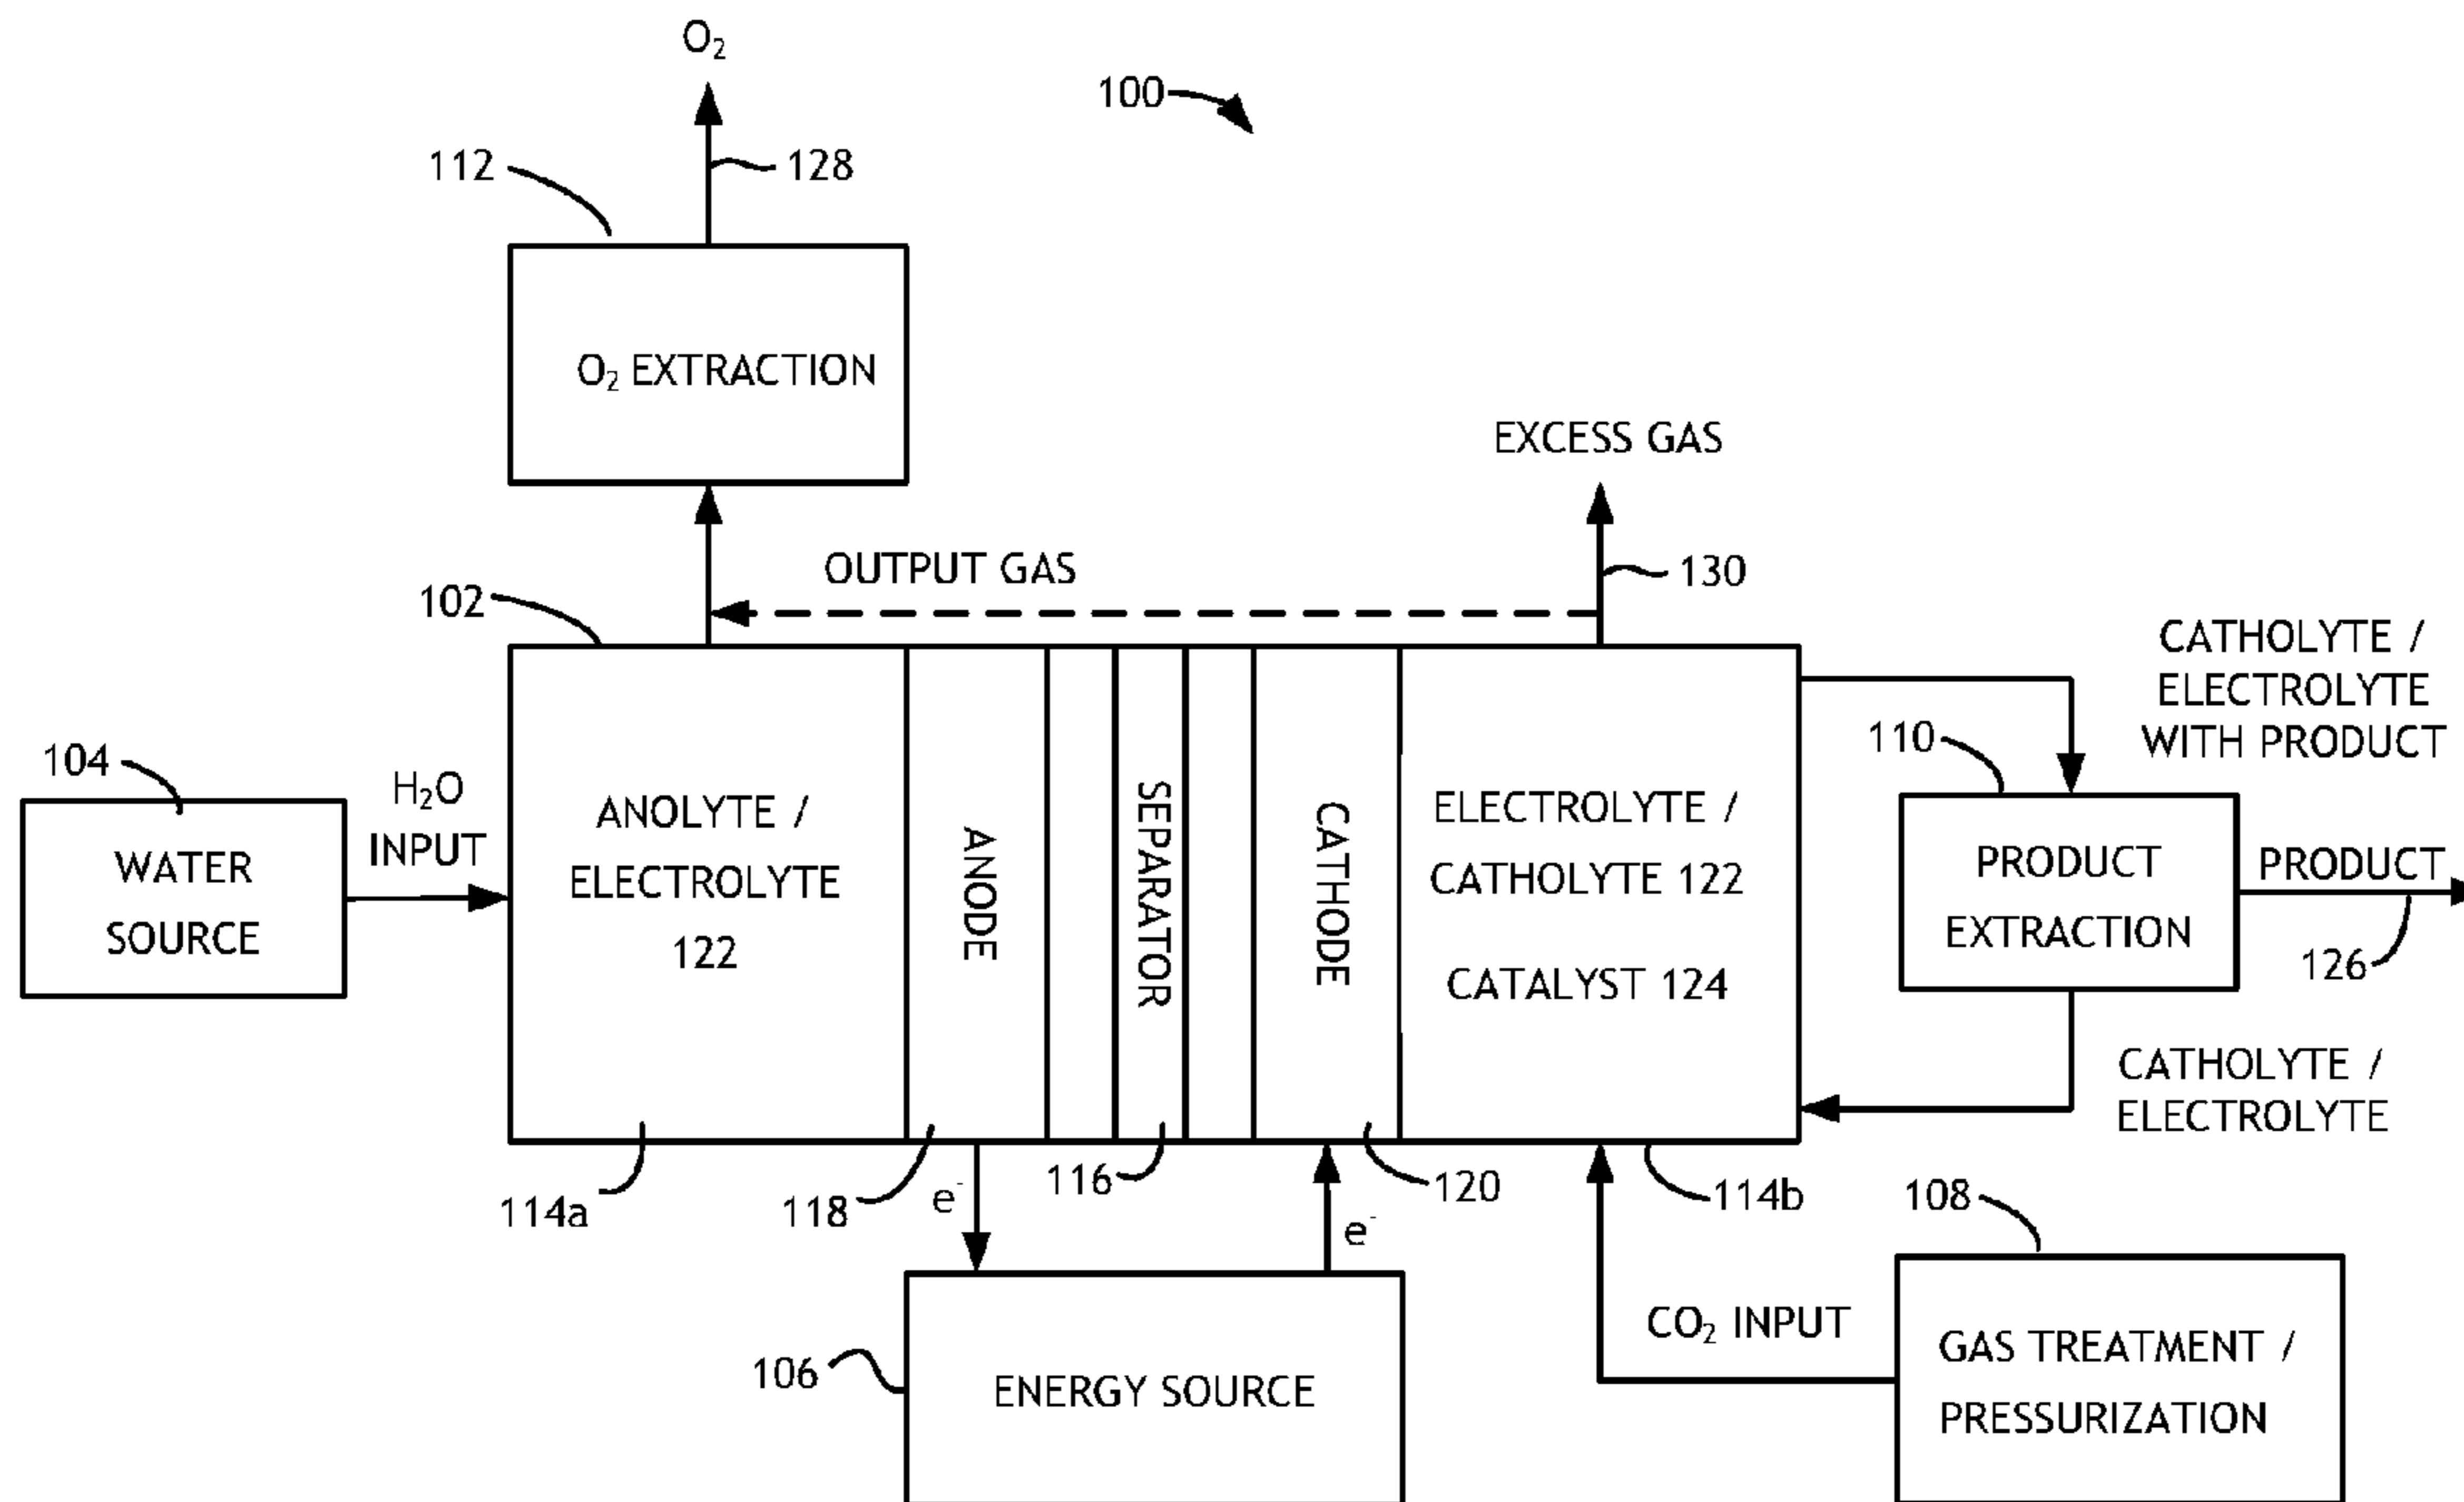 O₂
100
112
128
O₂ EXTRACTION
EXCESS GAS
OUTPUT GAS
130
102
CATHOLYTE /
ELECTROLYTE
WITH PRODUCT
104
H₂O
INPUT
WATER
SOURCE
ANOLYTE /
ELECTROLYTE
122
ANODE
SEPARATOR
CATHODE
ELECTROLYTE /
CATHOLYTE 122
CATALYST 124
110
PRODUCT
EXTRACTION
PRODUCT
126
CATHOLYTE /
ELECTROLYTE
114a
118
e⁻
116
e⁻
120
114b
108
106
ENERGY SOURCE
CO₂ INPUT
GAS TREATMENT /
PRESSURIZATION